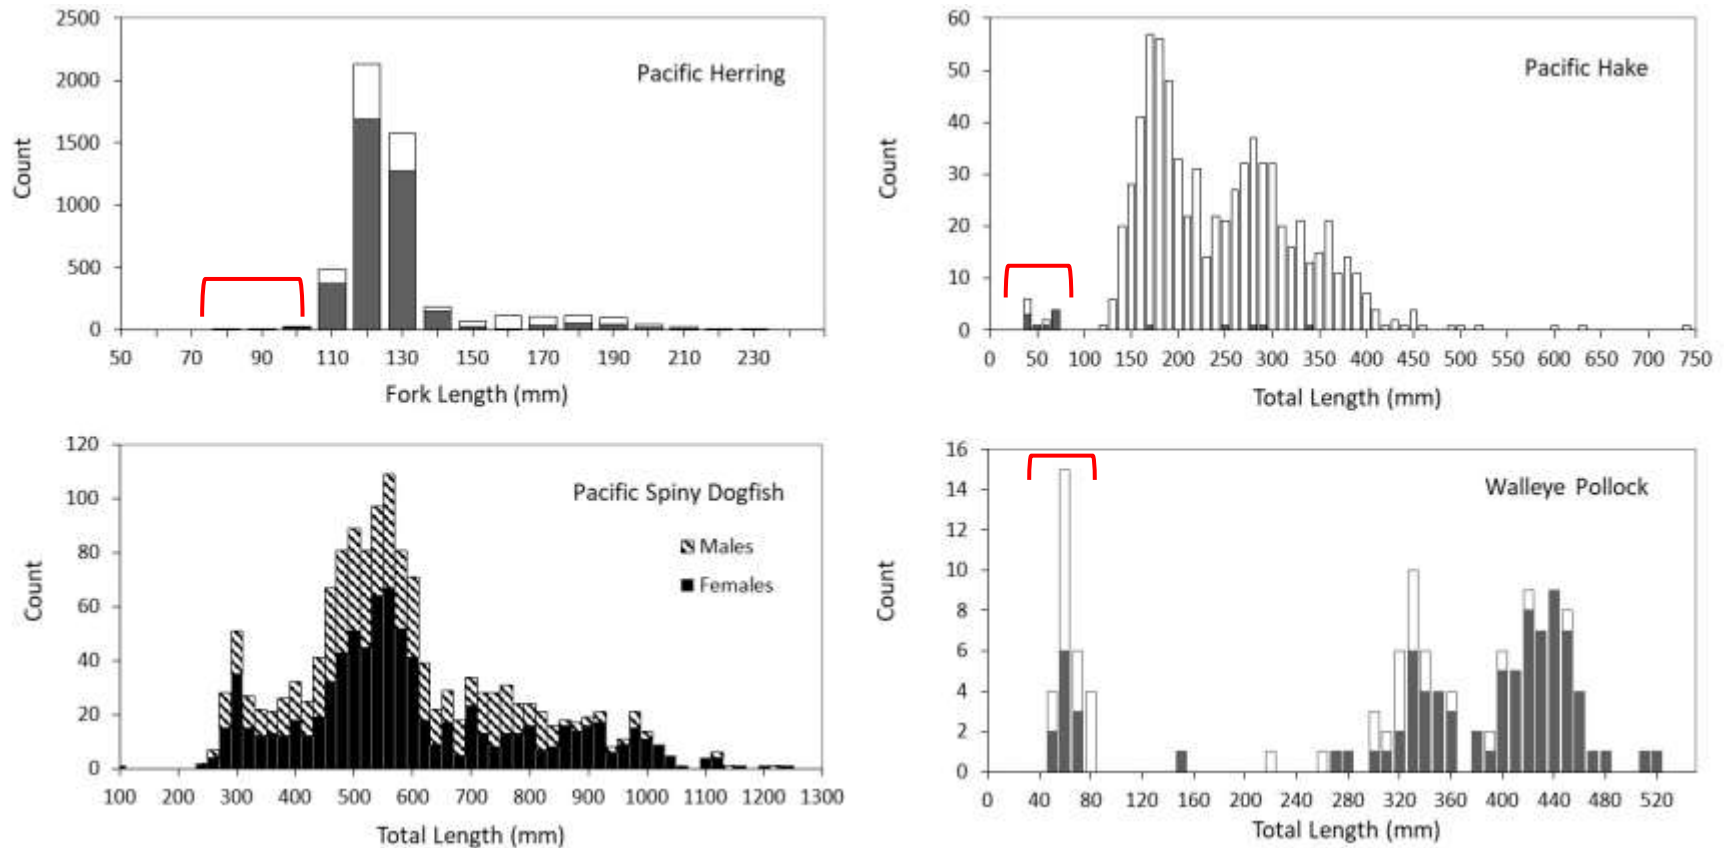 2500
2000
1500
1000
500
0
Count
Pacific Herring
50 70 90 110 130 150 170 190 210 230
Fork Length (mm)
60
50
40
30
20
10
0
Count
Pacific Hake
0 50 100 150 200 250 300 350 400 450 500 550 600 650 700 750
Total Length (mm)
120
100
80
60
40
20
0
Count
Pacific Spiny Dogfish
Males
Females
100 200 300 400 500 600 700 800 900 1000 1100 1200 1300
Total Length (mm)
16
14
12
10
8
6
4
2
0
Count
Walleye Pollock
0 40 80 120 160 200 240 280 320 360 400 440 480 520
Total Length (mm)